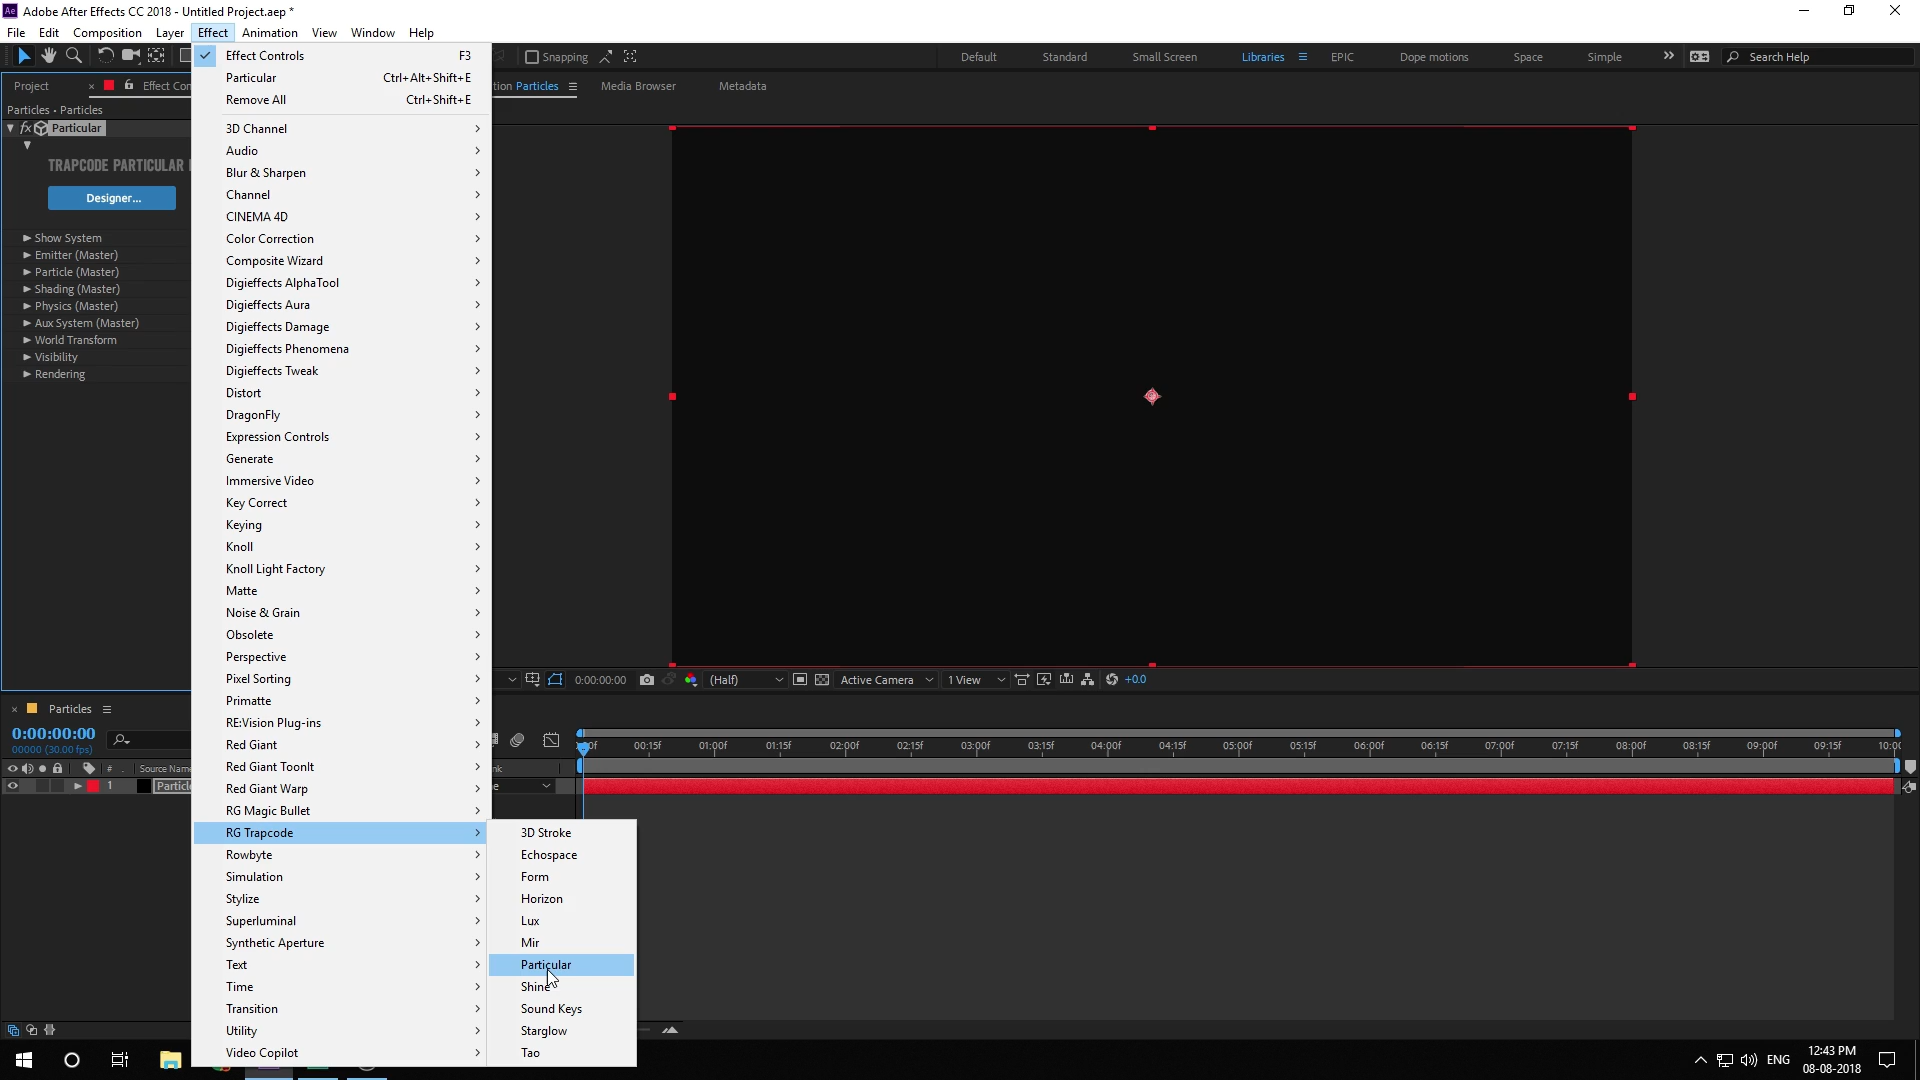 Adobe After Effects CC 2018 - Untitled Project.aep *
File Edit Composition Layer Effect Animation View Window Help
Snapping
Default Standard Small Screen Libraries EPIC Dope motions Space Simple
Search Help
Project Effect Con
tion Particles
Media Browser
Metadata
Particles • Particles
fx Particular
TRAPCODE PARTICULAR
Designer...
Show System
Emitter (Master)
Particle (Master)
Shading (Master)
Physics (Master)
Aux System (Master)
World Transform
Visibility
Rendering
Effect Controls F3
Particular Ctrl+Alt+Shift+E
Remove All Ctrl+Shift+E
3D Channel
Audio
Blur & Sharpen
Channel
CINEMA 4D
Color Correction
Composite Wizard
Digieffects AlphaTool
Digieffects Aura
Digieffects Damage
Digieffects Phenomena
Digieffects Tweak
Distort
DragonFly
Expression Controls
Generate
Immersive Video
Key Correct
Keying
Knoll
Knoll Light Factory
Matte
Noise & Grain
Obsolete
Perspective
Pixel Sorting
Primatte
RE:Vision Plug-ins
Red Giant
Red Giant ToonIt
Red Giant Warp
RG Magic Bullet
RG Trapcode
Rowbyte
Simulation
Stylize
Superluminal
Synthetic Aperture
Text
Time
Transition
Utility
Video Copilot
3D Stroke
Echospace
Form
Horizon
Lux
Mir
Particular
Shine
Sound Keys
Starglow
Tao
0:00:00:00 (Half) Active Camera 1 View +0.0
Particles
0:00:00:00
00000 (30.00 fps)
00:15f 01:00f 01:15f 02:00f 02:15f 03:00f 03:15f 04:00f 04:15f 05:00f 05:15f 06:00f 06:15f 07:00f 07:15f 08:00f 08:15f 09:00f 09:15f 10:00
# Source Name
1 Particle
ENG
12:43 PM
08-08-2018